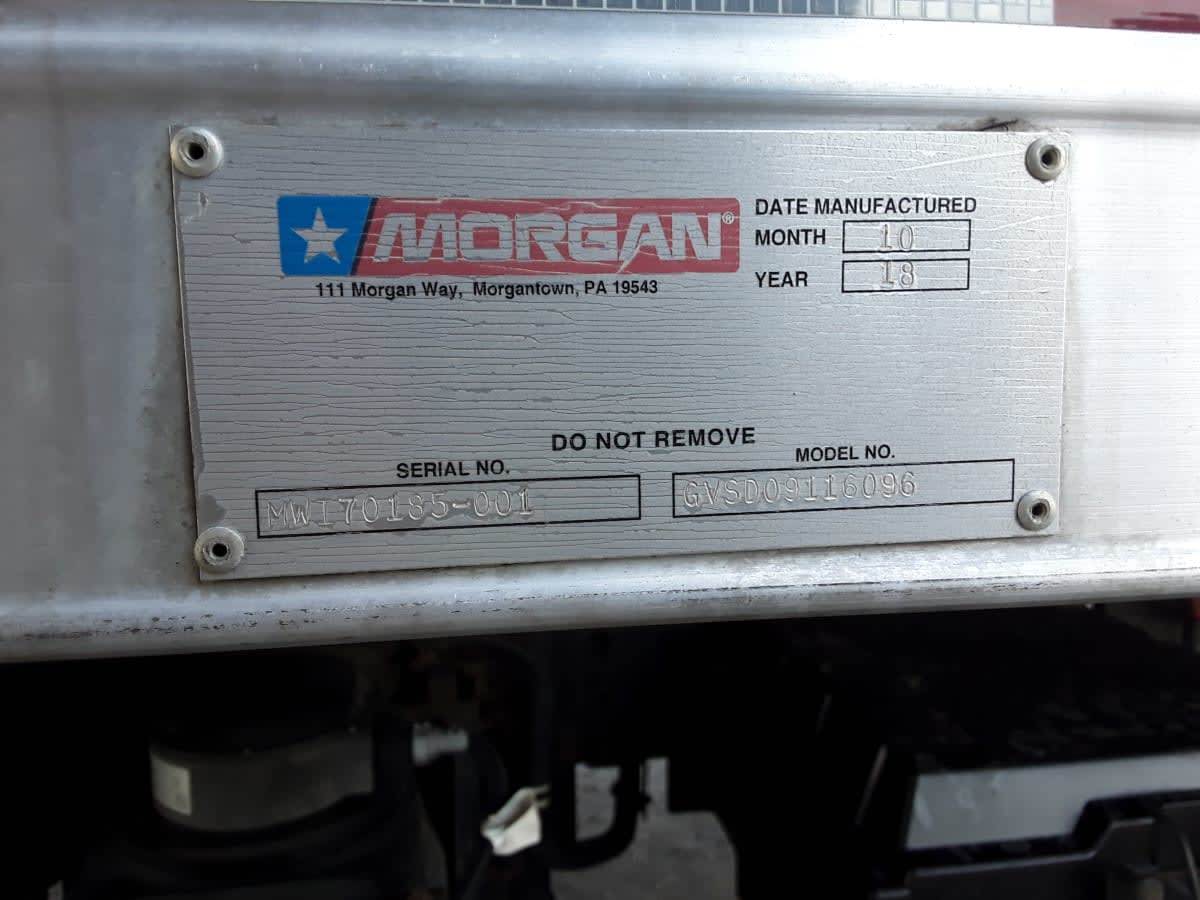 MORGAN®
111 Morgan Way, Morgantown, PA 19543
DATE MANUFACTURED
MONTH 10
YEAR 18
DO NOT REMOVE
SERIAL NO.
MWI70185-001
MODEL NO.
GVSD09116096